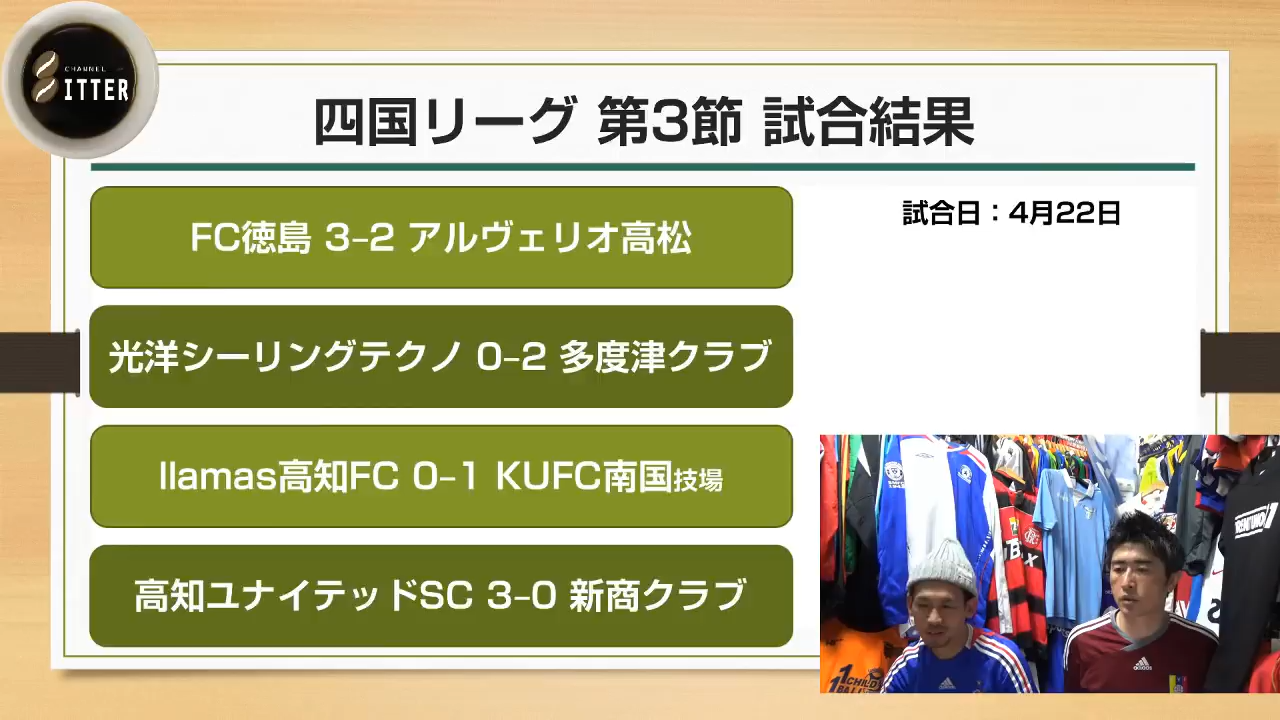 CHANNEL
BITTER
四国リーグ 第3節 試合結果
試合日：4月22日
FC徳島 3-2 アルヴェリオ高松
光洋シーリングテクノ 0-2 多度津クラブ
llamas高知FC 0-1 KUFC南国技場
高知ユナイテッドSC 3-0 新商クラブ
adidas
adidas